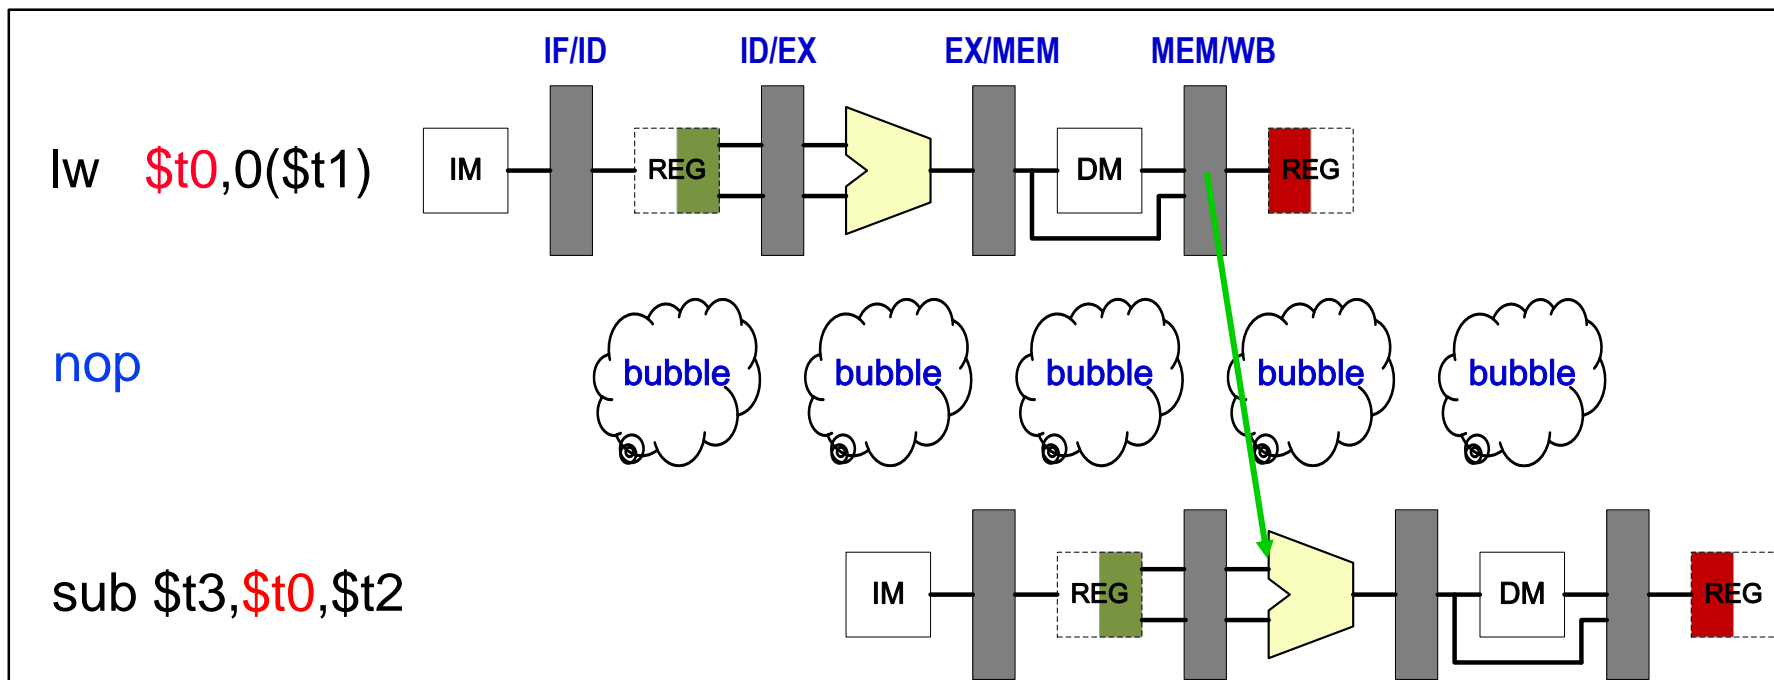 IF/ID ID/EX EX/MEM MEM/WB
lw $t0,0($t1) IM REG DM REG
nop bubble bubble bubble bubble bubble
sub $t3,$t0,$t2 IM REG DM REG